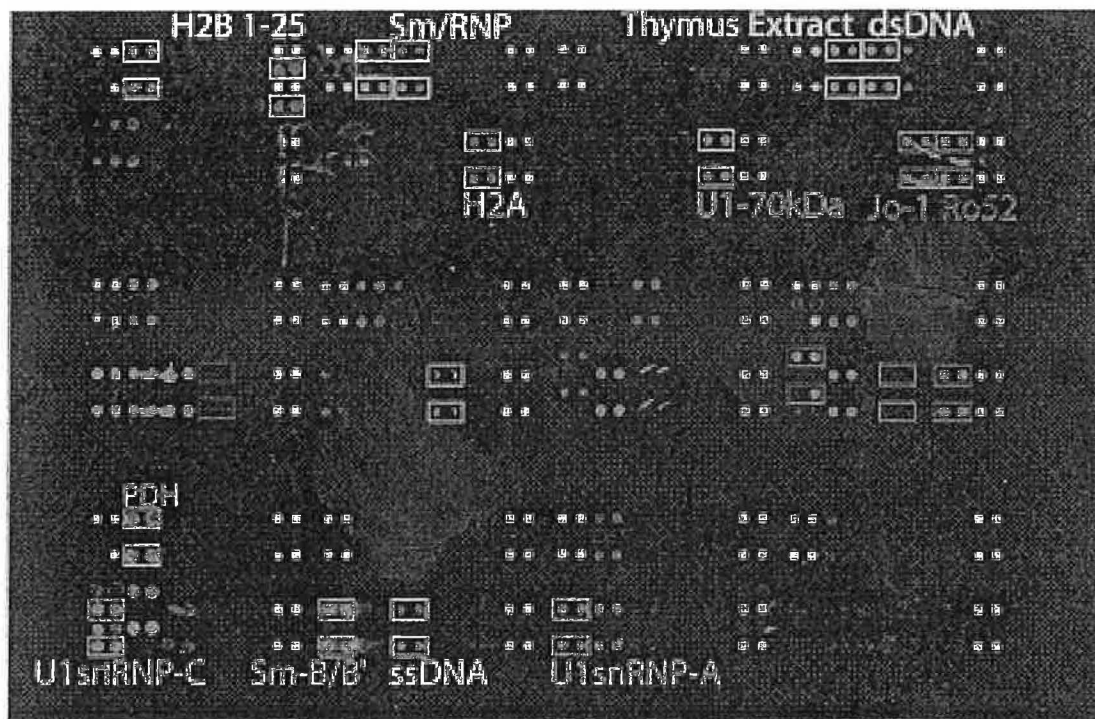 H2B 1-25 Sm/RNP Thymus Extract dsDNA
H2A U1-70kDa Jo-1 Ro52
PDH
U1snRNP-C Sm-B/B' ssDNA U1snRNP-A